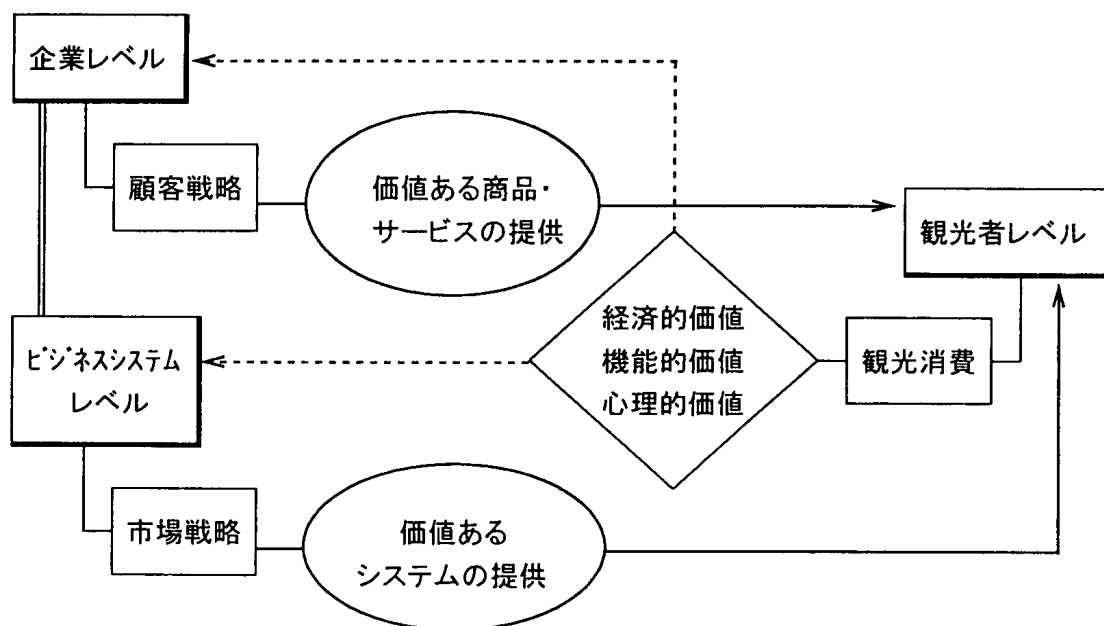 企業レベル
顧客戦略
価値ある商品・
サービスの提供
観光者レベル
経済的価値
機能的価値
心理的価値
観光消費
ﾋﾞｼﾞﾈｽｼｽﾃﾑ
レベル
市場戦略
価値ある
システムの提供